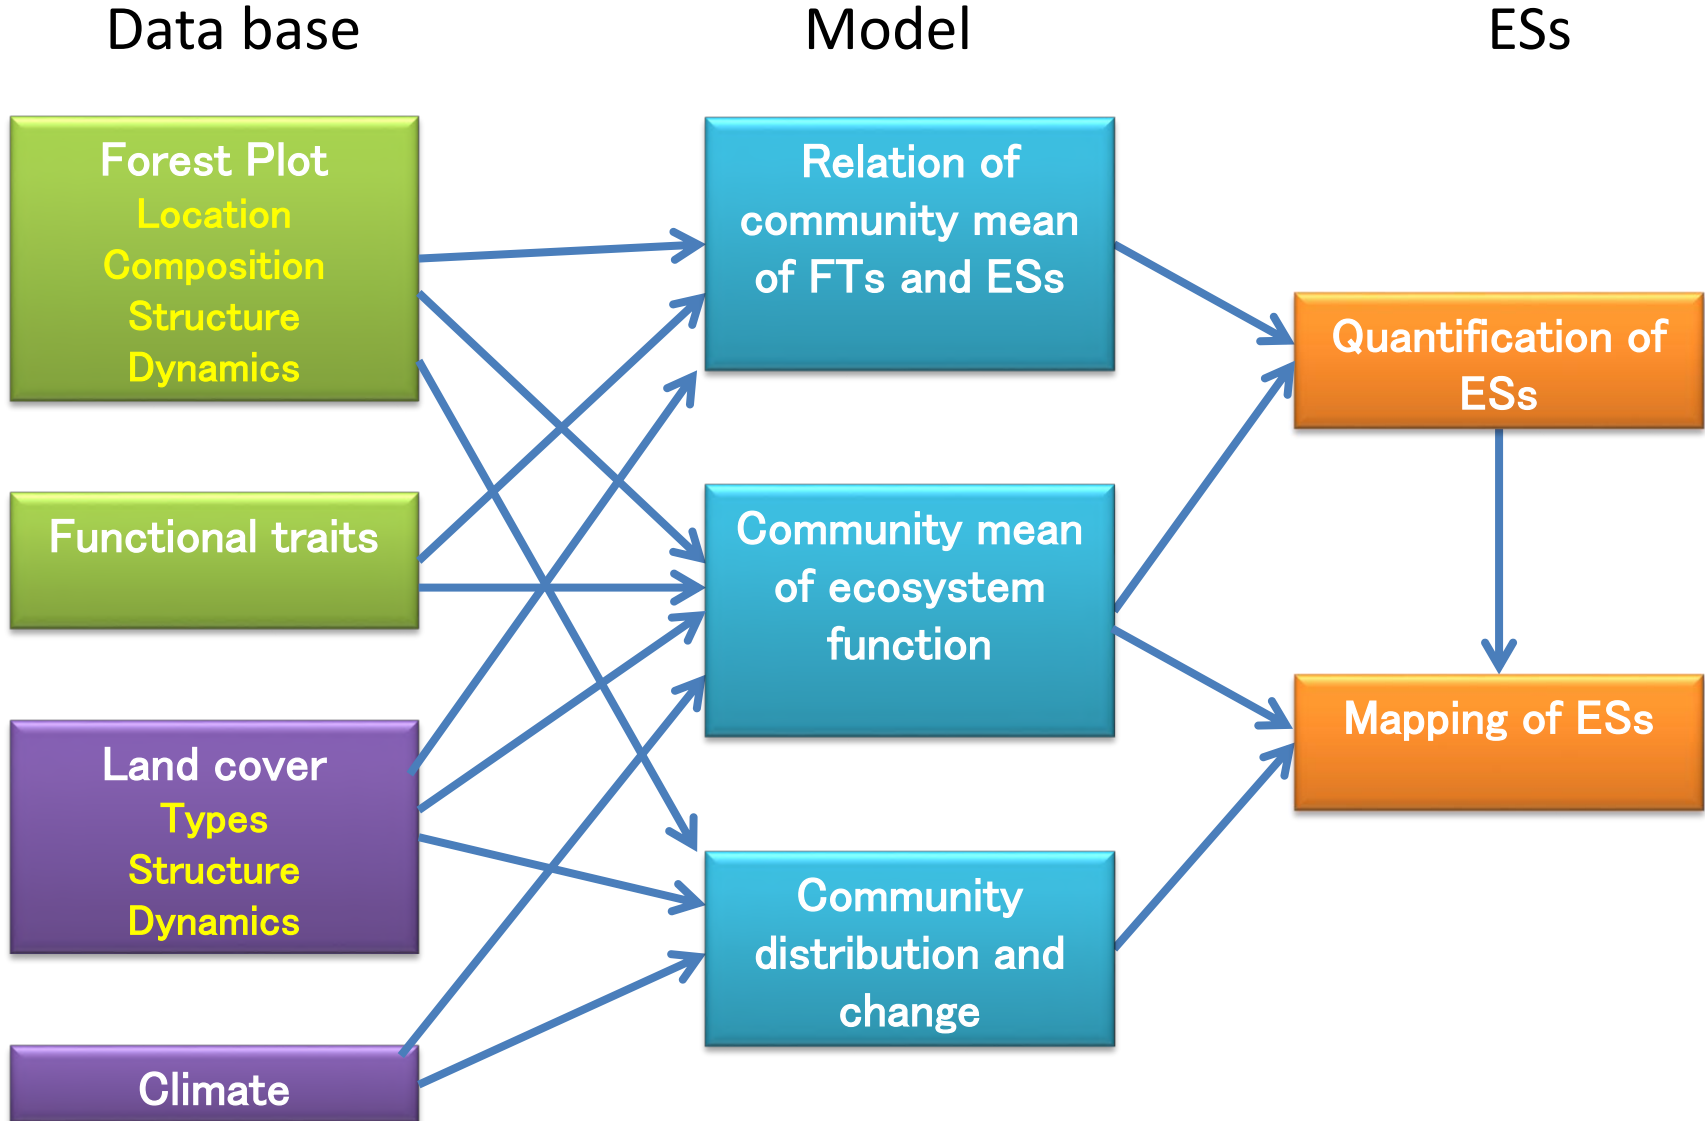 Data base
Model
ESs
Forest Plot
Location
Composition
Structure
Dynamics
Functional traits
Land cover
Types
Structure
Dynamics
Climate
Relation of
community mean
of FTs and ESs
Community mean
of ecosystem
function
Community
distribution and
change
Quantification of
ESs
Mapping of ESs